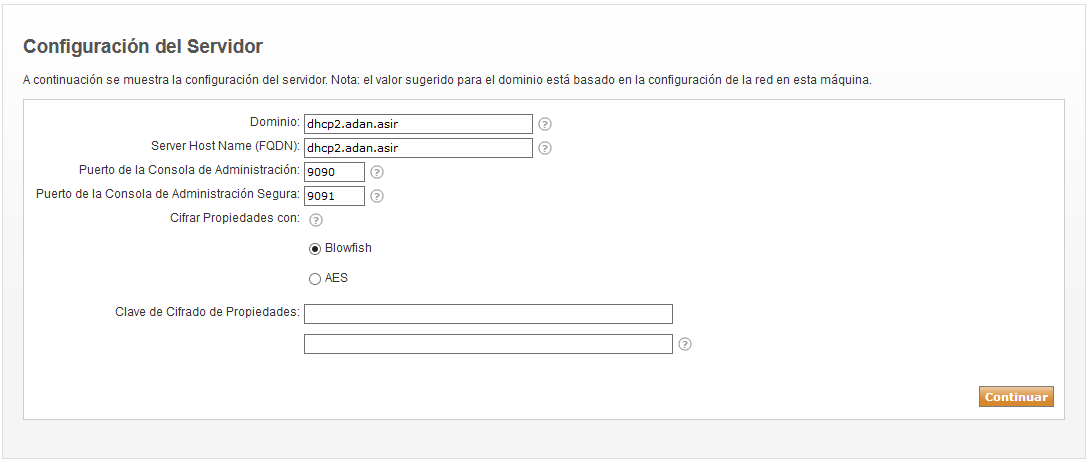 Configuración del Servidor
A continuación se muestra la configuración del servidor. Nota: el valor sugerido para el dominio está basado en la configuración de la red en esta máquina.
Dominio: dhcp2.adan.asir ?
Server Host Name (FQDN): dhcp2.adan.asir ?
Puerto de la Consola de Administración: 9090 ?
Puerto de la Consola de Administración Segura: 9091 ?
Cifrar Propiedades con: ?
Blowfish
AES
Clave de Cifrado de Propiedades:
?
Continuar